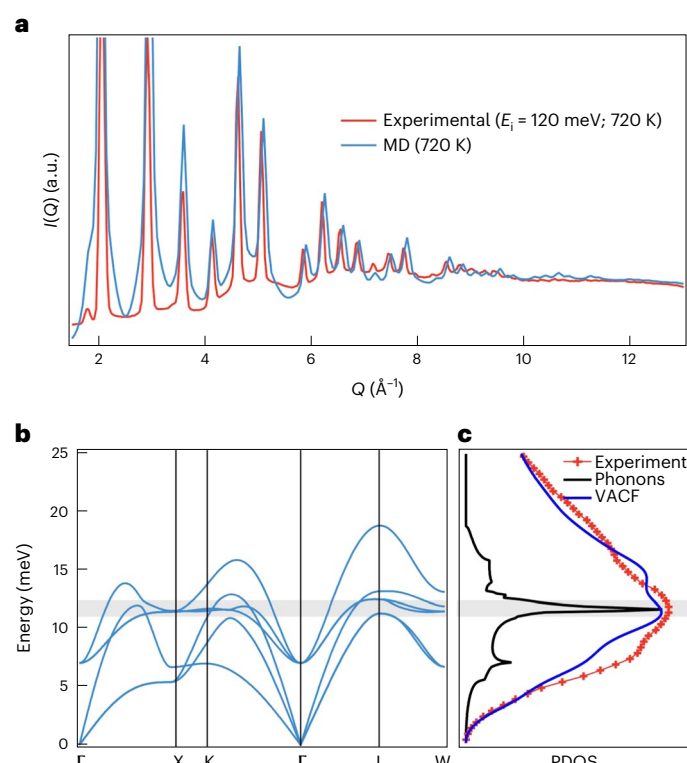 a
I(Q) (a.u.)
Experimental (Ei = 120 meV; 720 K)
MD (720 K)
2 4 6 8 10 12
Q (Å−1)
b
Energy (meV)
25
20
15
10
5
0
Γ X K Γ L W
c
Experiment
Phonons
VACF
PDOS